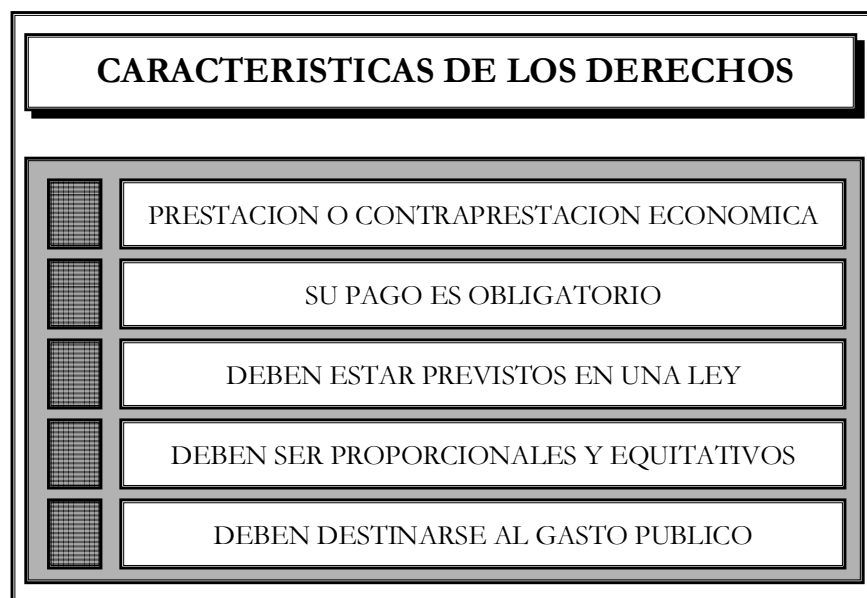 CARACTERISTICAS DE LOS DERECHOS
PRESTACION O CONTRAPRESTACION ECONOMICA
SU PAGO ES OBLIGATORIO
DEBEN ESTAR PREVISTOS EN UNA LEY
DEBEN SER PROPORCIONALES Y EQUITATIVOS
DEBEN DESTINARSE AL GASTO PUBLICO